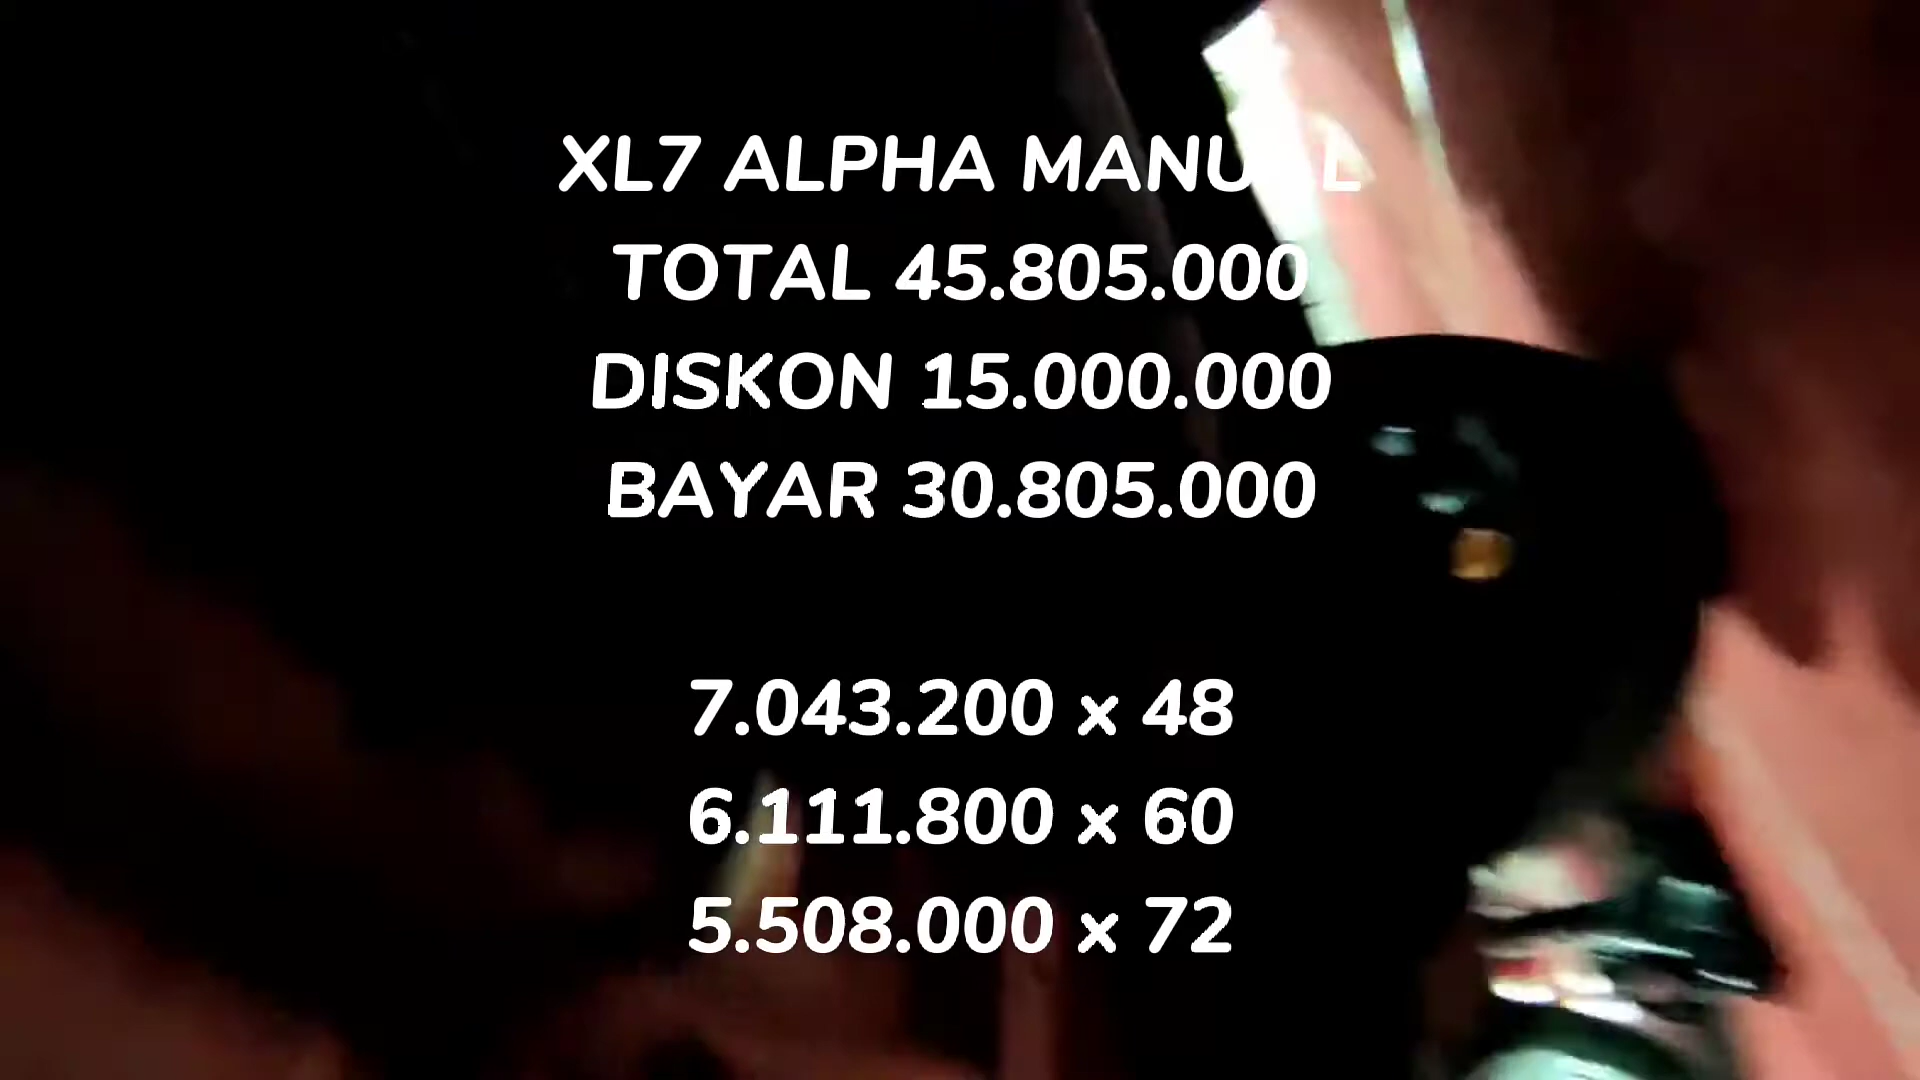 XL7 ALPHA MANUAL
TOTAL 45.805.000
DISKON 15.000.000
BAYAR 30.805.000
7.043.200 x 48
6.111.800 x 60
5.508.000 x 72